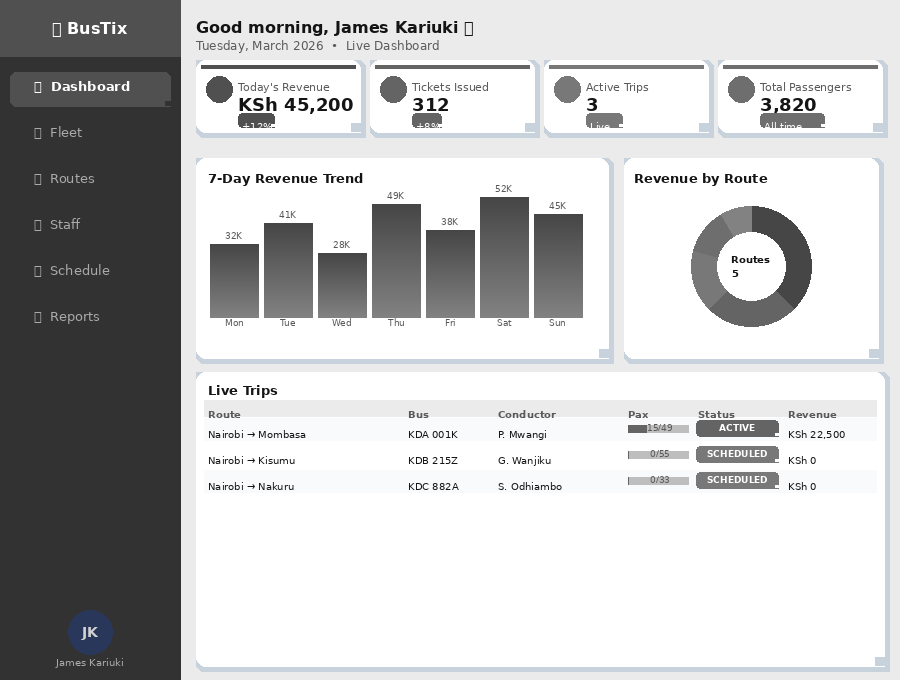 BusTix
Dashboard
Fleet
Routes
Staff
Schedule
Reports
JK
James Kariuki
Good morning, James Kariuki
Tuesday, March 2026 • Live Dashboard
Today's Revenue
KSh 45,200
+12%
Tickets Issued
312
+8%
Active Trips
3
Live
Total Passengers
3,820
All time
7-Day Revenue Trend
32K 41K 28K 49K 38K 52K 45K
Mon Tue Wed Thu Fri Sat Sun
Revenue by Route
Routes
5
Live Trips
Route Bus Conductor Pax Status Revenue
Nairobi → Mombasa KDA 001K P. Mwangi 15/49 ACTIVE KSh 22,500
Nairobi → Kisumu KDB 215Z G. Wanjiku 0/55 SCHEDULED KSh 0
Nairobi → Nakuru KDC 882A S. Odhiambo 0/33 SCHEDULED KSh 0